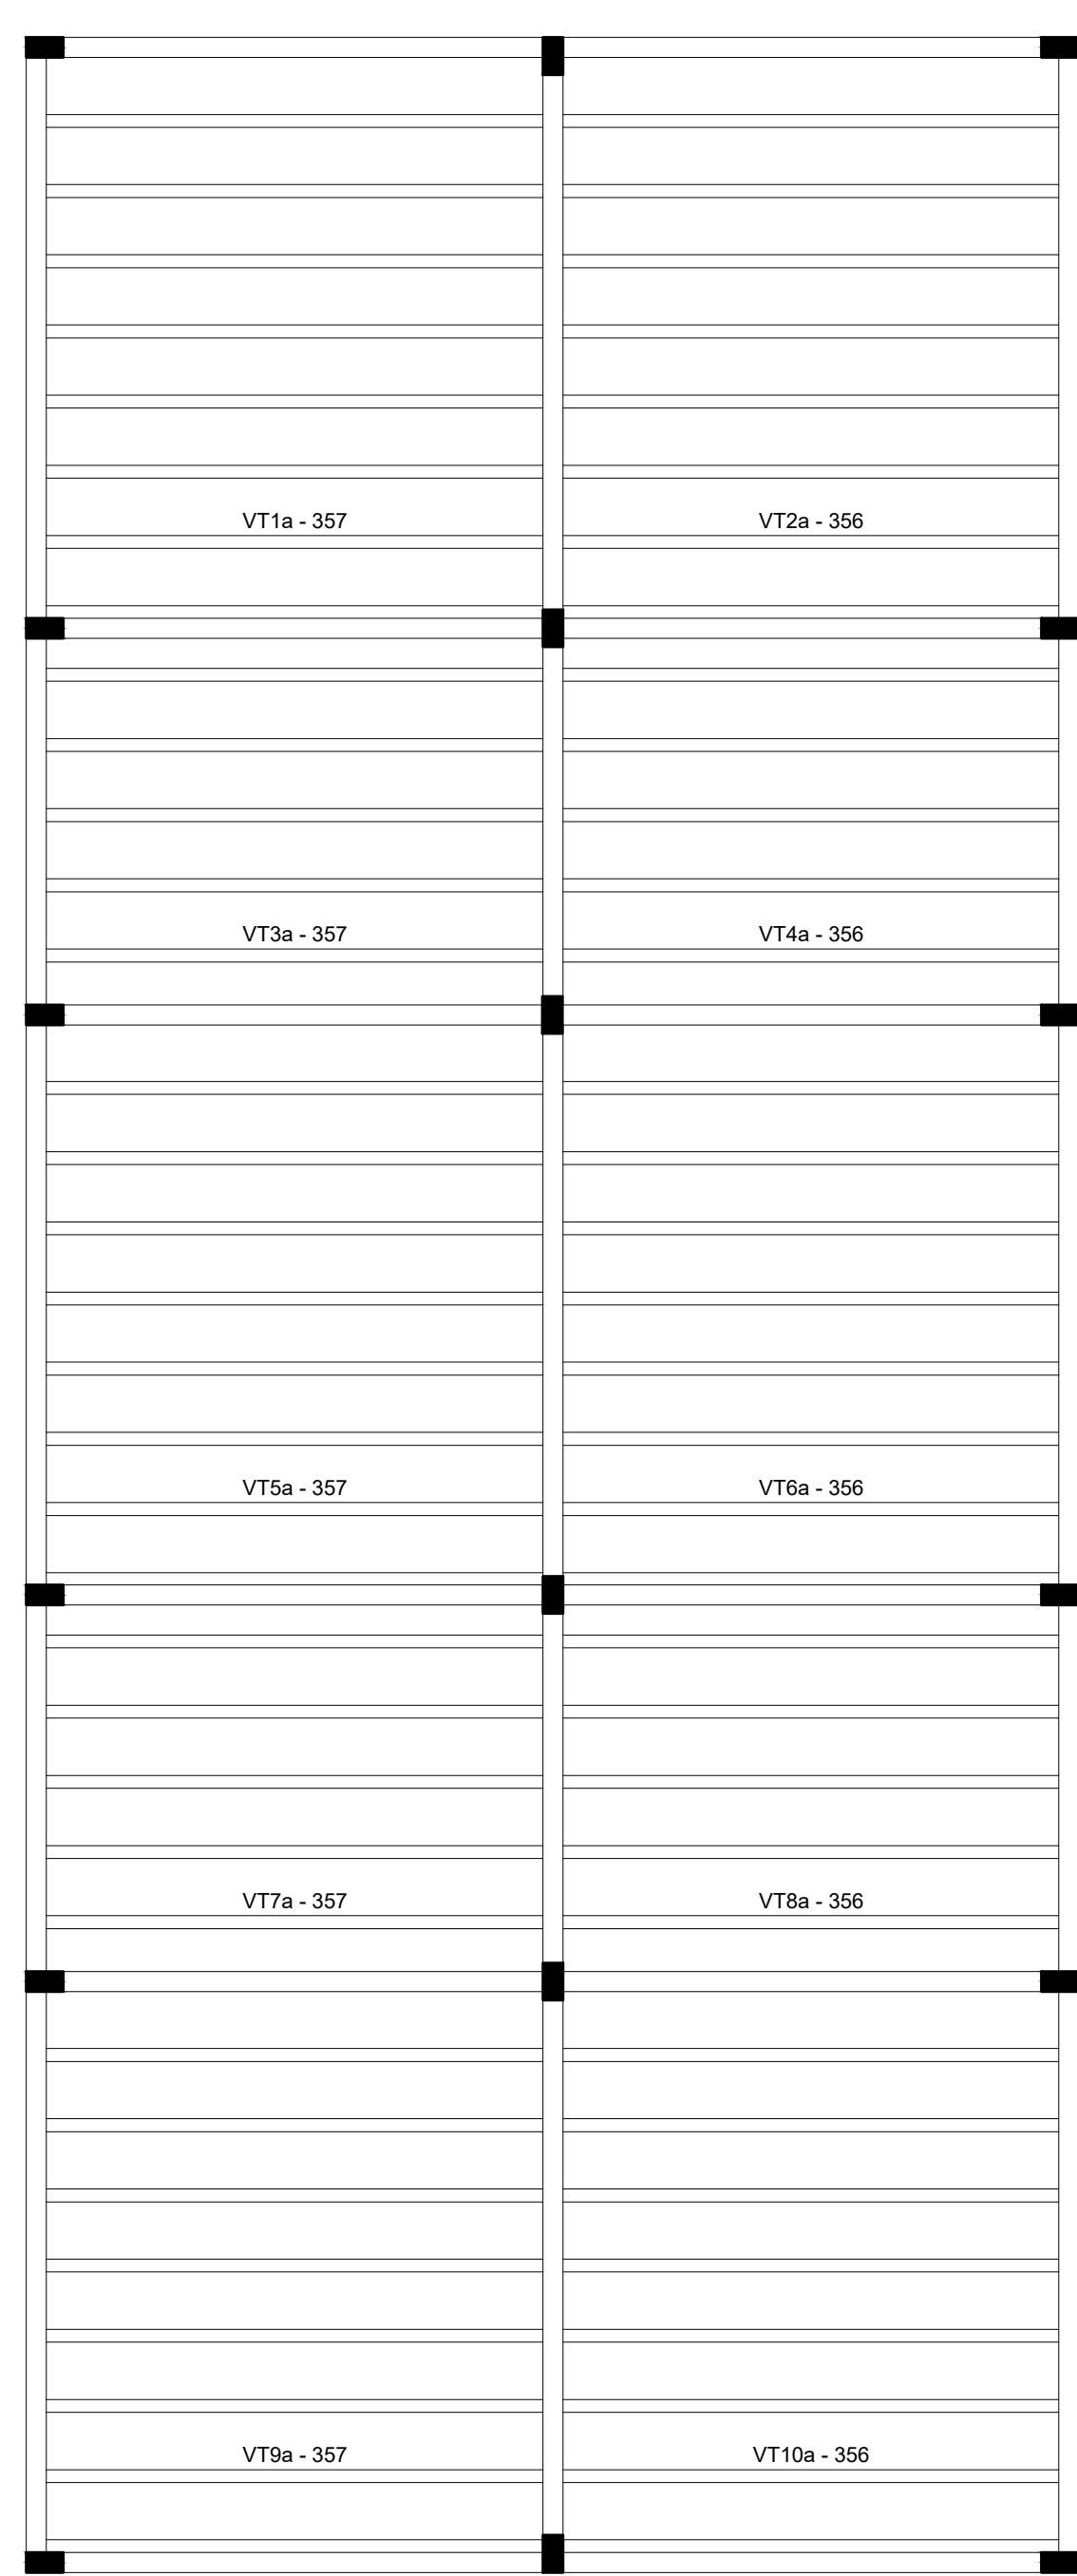 VT1a - 357 VT2a - 356
VT3a - 357 VT4a - 356
VT5a - 357 VT6a - 356
VT7a - 357 VT8a - 356
VT9a - 357 VT10a - 356